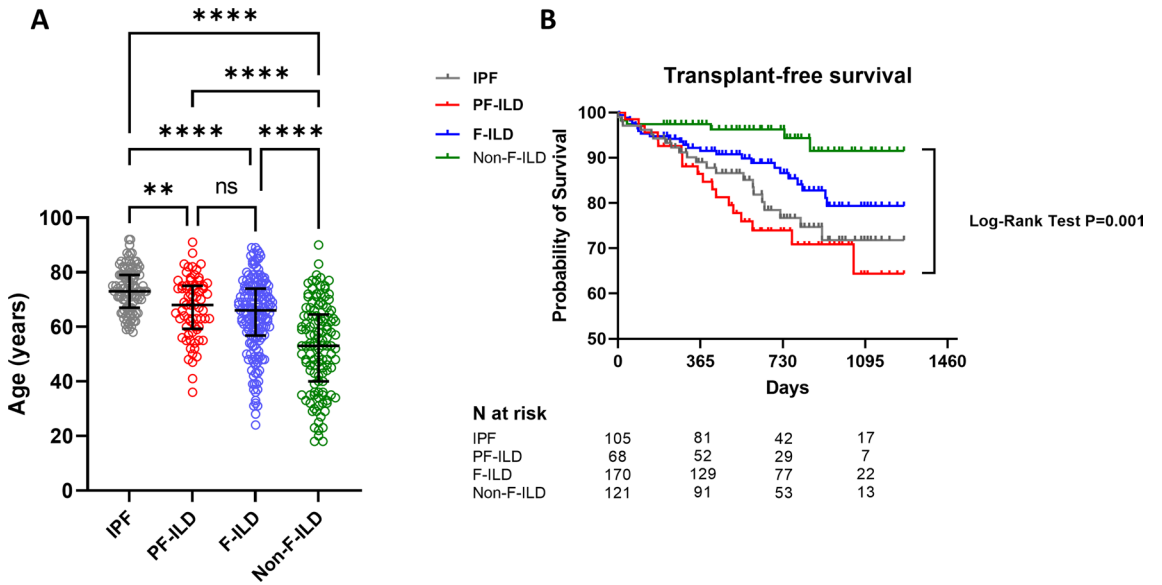 A
****
****
**** ****
** ns
Age (years)
100
80
60
40
20
0
IPF PF-ILD F-ILD Non-F-ILD
B
IPF
PF-ILD
F-ILD
Non-F-ILD
Transplant-free survival
Probability of Survival
100
90
80
70
60
50
0 365 730 1095 1460
Days
Log-Rank Test P=0.001
N at risk
IPF 105 81 42 17
PF-ILD 68 52 29 7
F-ILD 170 129 77 22
Non-F-ILD 121 91 53 13